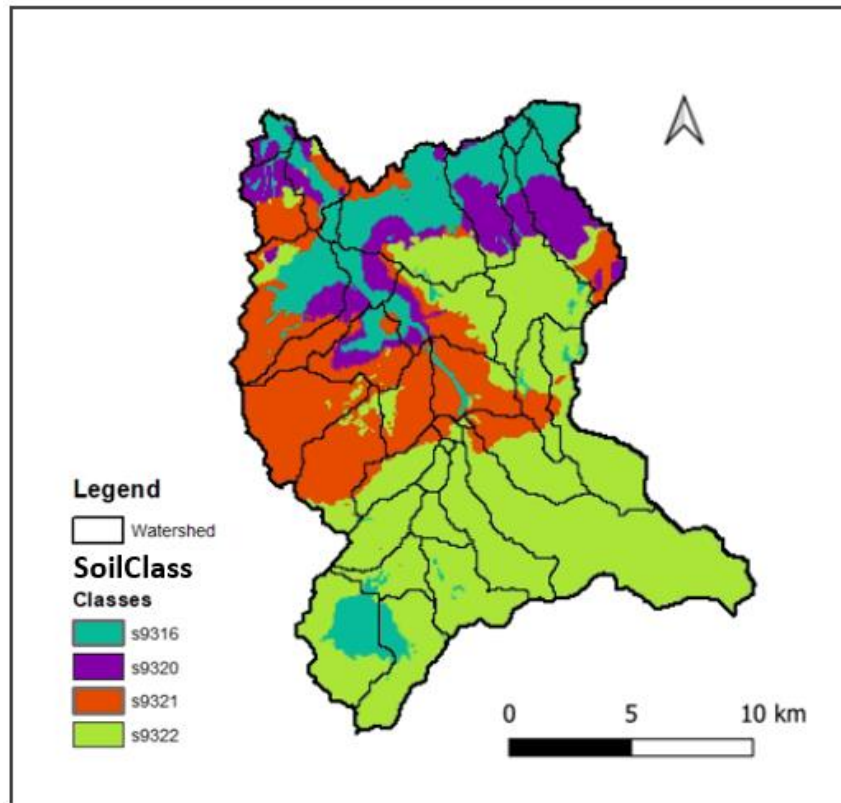 Legend
Watershed
SoilClass
Classes
s9316
s9320
s9321
s9322
0 5 10 km